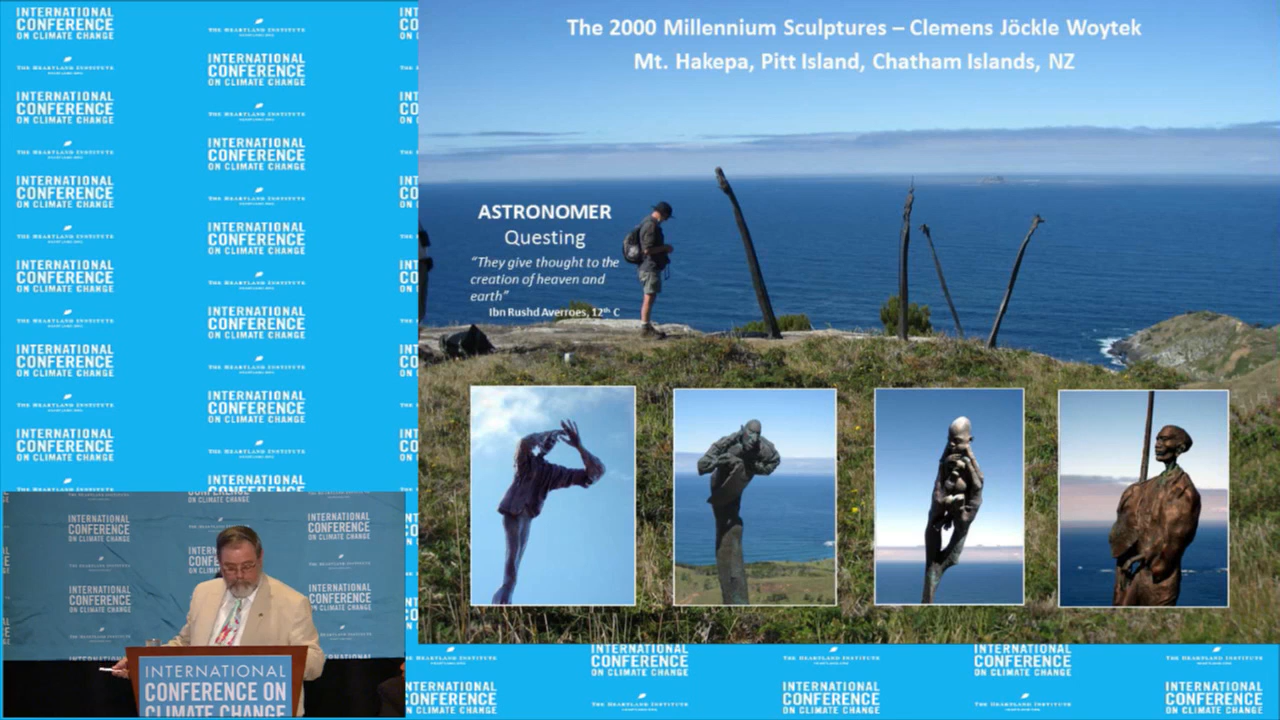 The 2000 Millennium Sculptures – Clemens Jöckle Woytek
Mt. Hakepa, Pitt Island, Chatham Islands, NZ
ASTRONOMER
Questing
“They give thought to the
creation of heaven and
earth”
Ibn Rushd Averroes, 12th C
INTERNATIONAL
CONFERENCE
ON CLIMATE CHANGE
THE HEARTLAND INSTITUTE
INTERNATIONAL
CONFERENCE ON
CLIMATE CHANGE